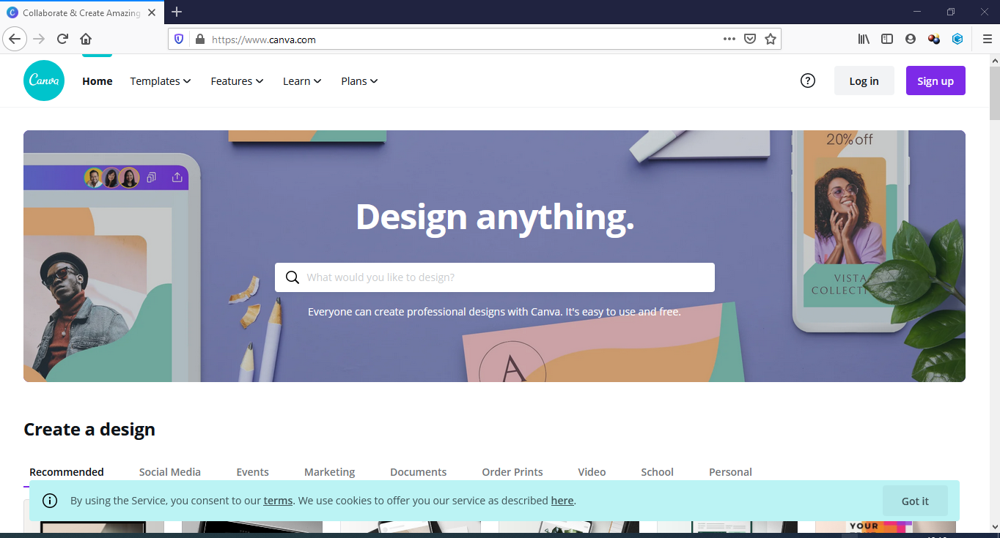 Collaborate & Create Amazing
https://www.canva.com
Canva
Home
Templates
Features
Learn
Plans
Log in
Sign up
20% off
Design anything.
What would you like to design?
Everyone can create professional designs with Canva. It's easy to use and free.
VISTA
COLLECTI
A
Create a design
Recommended
Social Media
Events
Marketing
Documents
Order Prints
Video
School
Personal
By using the Service, you consent to our terms. We use cookies to offer you our service as described here.
Got it
YOUR